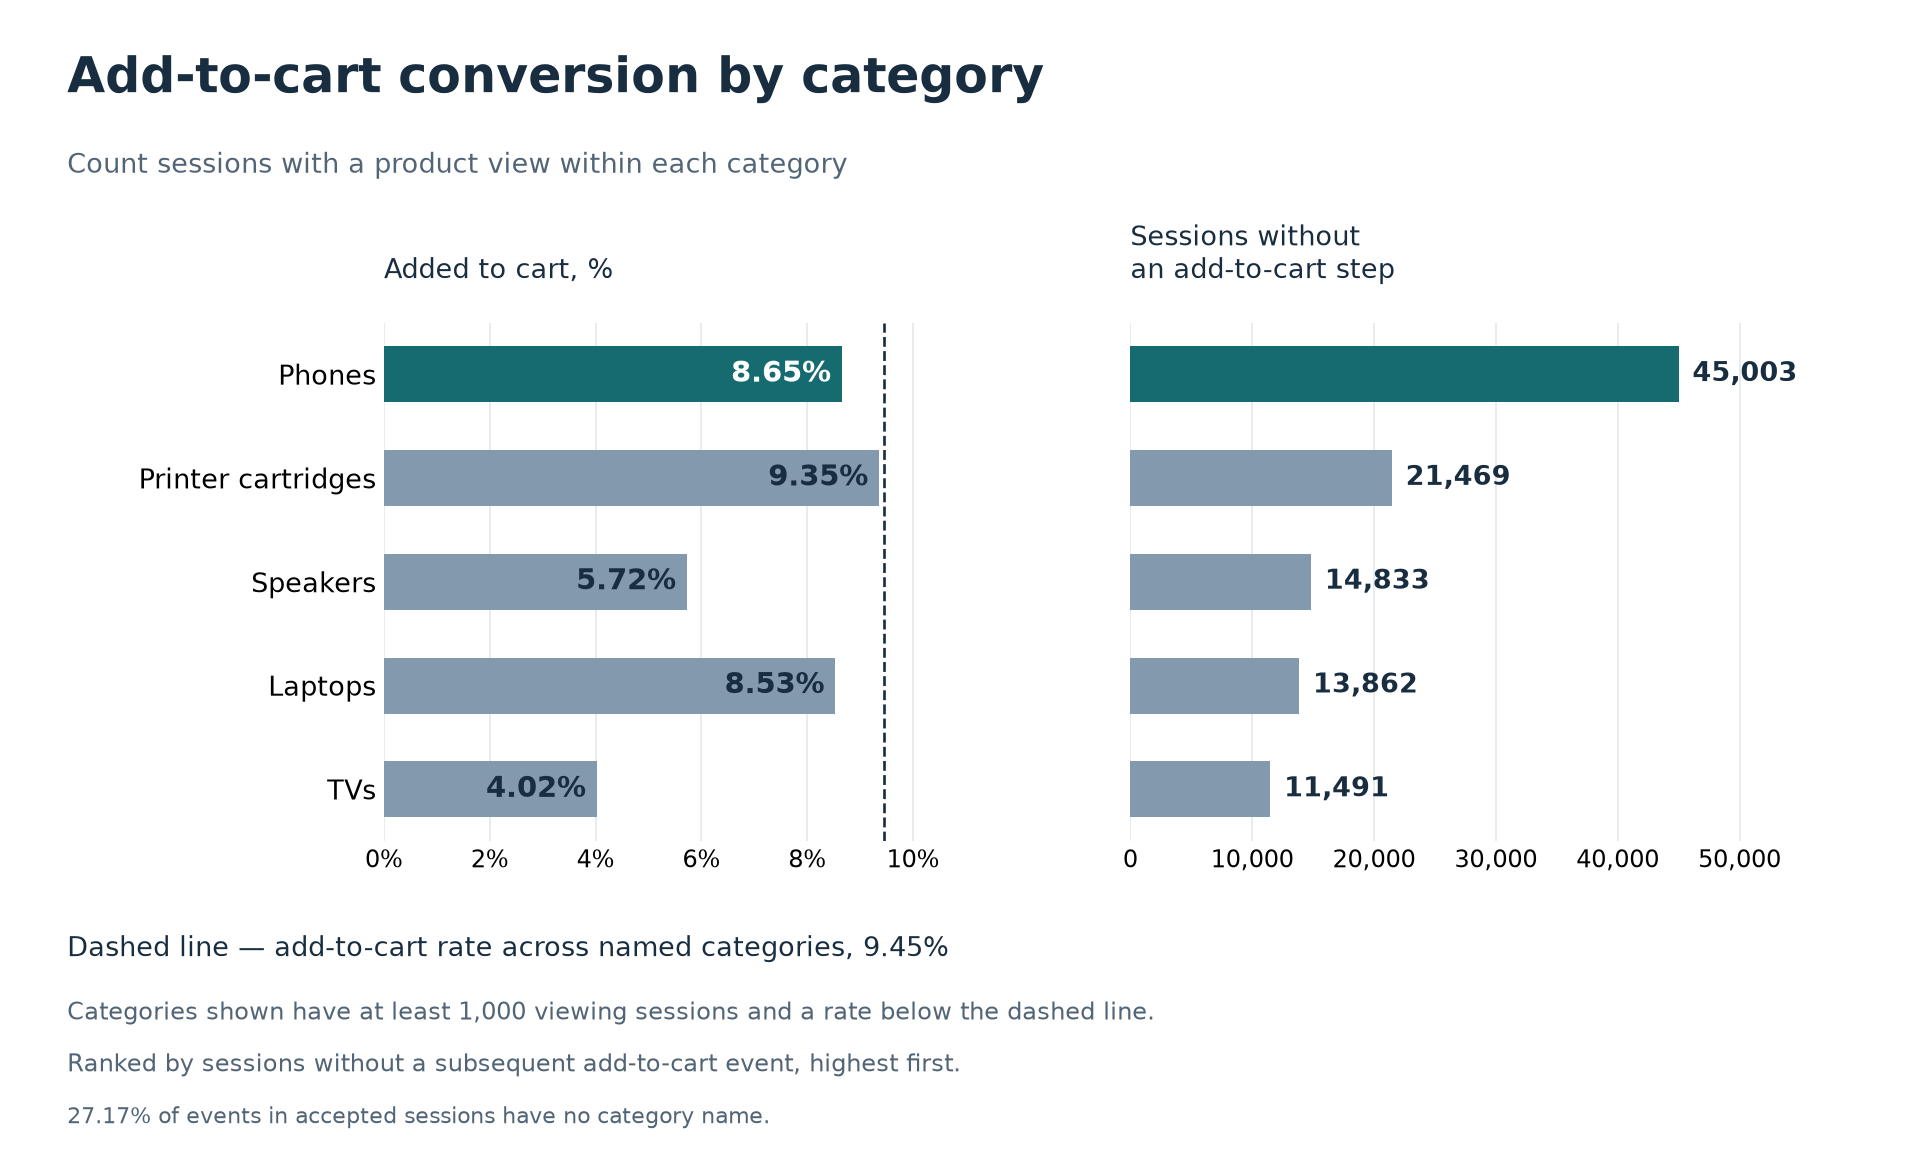 Add-to-cart conversion by category
Count sessions with a product view within each category
Added to cart, %
Sessions without
an add-to-cart step
Phones
8.65%
45,003
Printer cartridges
9.35%
21,469
Speakers
5.72%
14,833
Laptops
8.53%
13,862
TVs
4.02%
11,491
0% 2% 4% 6% 8% 10%
0 10,000 20,000 30,000 40,000 50,000
Dashed line — add-to-cart rate across named categories, 9.45%
Categories shown have at least 1,000 viewing sessions and a rate below the dashed line.
Ranked by sessions without a subsequent add-to-cart event, highest first.
27.17% of events in accepted sessions have no category name.